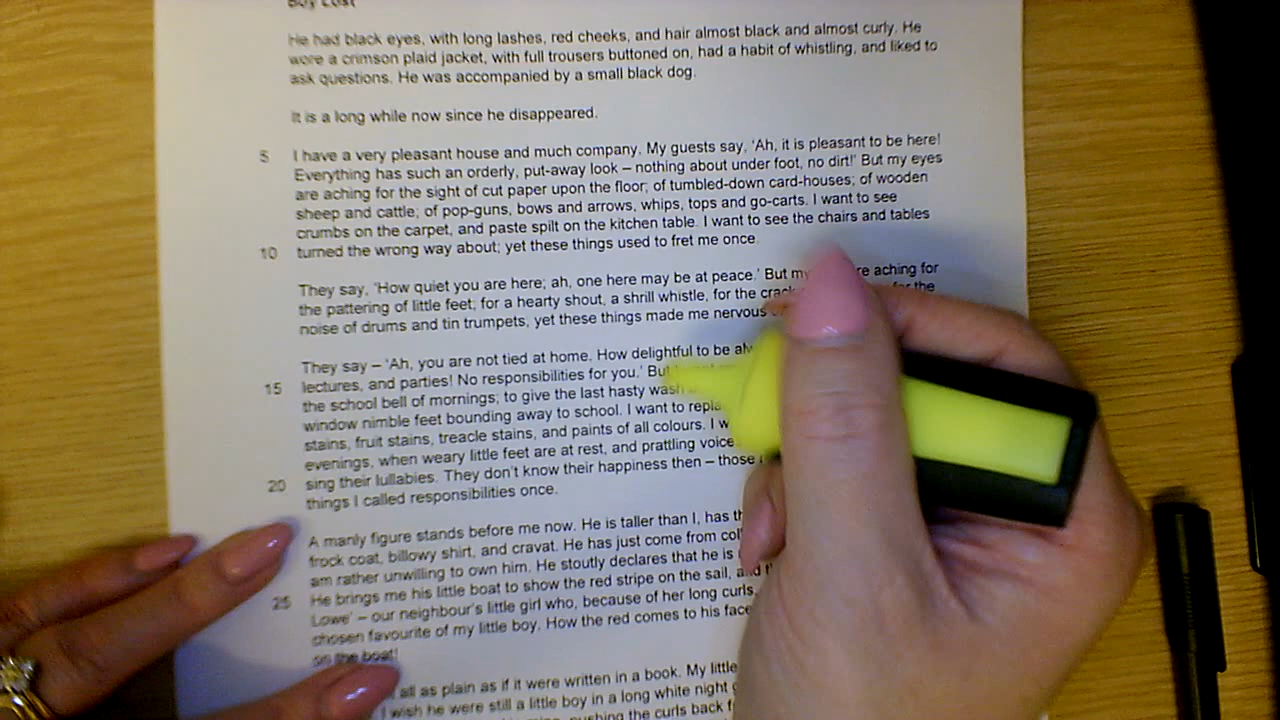 Boy Lost
He had black eyes, with long lashes, red cheeks, and hair almost black and almost curly. He
wore a crimson plaid jacket, with full trousers buttoned on, had a habit of whistling, and liked to
ask questions. He was accompanied by a small black dog.
It is a long while now since he disappeared.
5 I have a very pleasant house and much company. My guests say, 'Ah, it is pleasant to be here!
Everything has such an orderly, put-away look – nothing about under foot, no dirt!' But my eyes
are aching for the sight of cut paper upon the floor; of tumbled-down card-houses; of wooden
sheep and cattle; of pop-guns, bows and arrows, whips, tops and go-carts. I want to see
crumbs on the carpet, and paste spilt on the kitchen table. I want to see the chairs and tables
10 turned the wrong way about; yet these things used to fret me once.
They say, 'How quiet you are here; ah, one here may be at peace.' But my aching for
the pattering of little feet; for a hearty shout, a shrill whistle, for the the
noise of drums and tin trumpets, yet these things made me nervous
They say – 'Ah, you are not tied at home. How delightful to be
15 lectures, and parties! No responsibilities for you.' But
the school bell of mornings; to give the last hasty wash
window nimble feet bounding away to school. I want to
stains, fruit stains, treacle stains, and paints of all colours. I
evenings, when weary little feet are at rest, and prattling
20 sing their lullabies. They don't know their happiness then – those
things I called responsibilities once.
A manly figure stands before me now. He is taller than I, has
frock coat, billowy shirt, and cravat. He has just come from
am rather unwilling to own him. He stoutly declares that he is
25 He brings me his little boat to show the red stripe on the sail, and
Lowe' – our neighbour's little girl who, because of her long curls,
chosen favourite of my little boy. How the red comes to his face
on the boat!
all as plain as if it were written in a book. My little
I wish he were still a little boy in a long white night
pushing the curls back